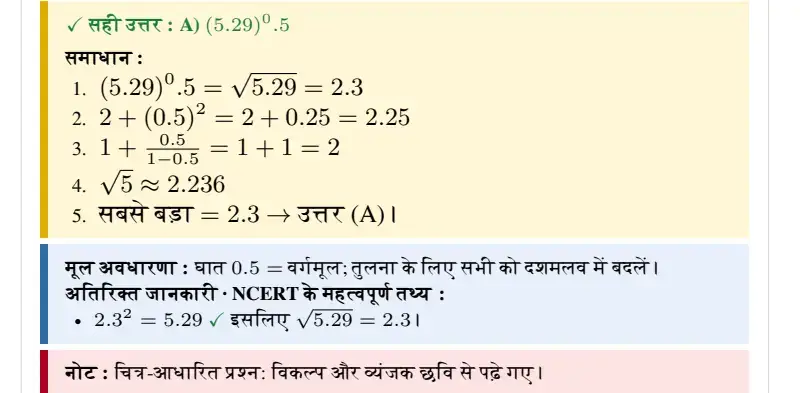 ✓ सही उत्तर : A) (5.29)⁰.5
समाधान :
1. (5.29)⁰.5 = √5.29 = 2.3
2. 2 + (0.5)² = 2 + 0.25 = 2.25
3. 1 + 0.5/(1−0.5) = 1 + 1 = 2
4. √5 ≈ 2.236
5. सबसे बड़ा = 2.3 → उत्तर (A)।
मूल अवधारणा : घात 0.5 = वर्गमूल; तुलना के लिए सभी को दशमलव में बदलें।
अतिरिक्त जानकारी · NCERT के महत्वपूर्ण तथ्य :
• 2.3² = 5.29 ✓ इसलिए √5.29 = 2.3।
नोट : चित्र-आधारित प्रश्न: विकल्प और व्यंजक छवि से पढ़े गए।